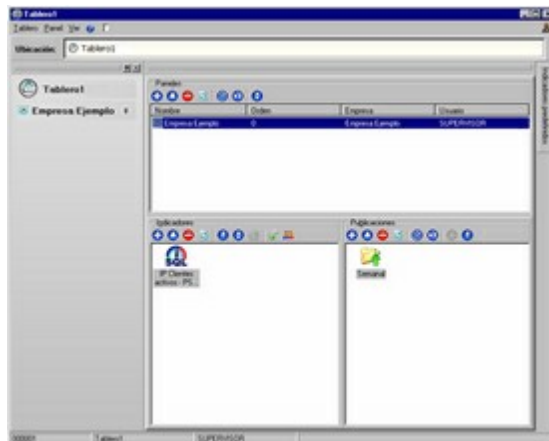 Tablero1
Tablero Panel Ver
Ubicación: Tablero1
Tablero1
Empresa Ejemplo
Paneles
Nombre Orden Empresa Usuario
Empresa Ejemplo 0 Empresa Ejemplo SUPERVISOR
Indicadores
SQL
IP Clientes
activos - PS...
Publicaciones
Semanal
000001 Tablero1 SUPERVISOR